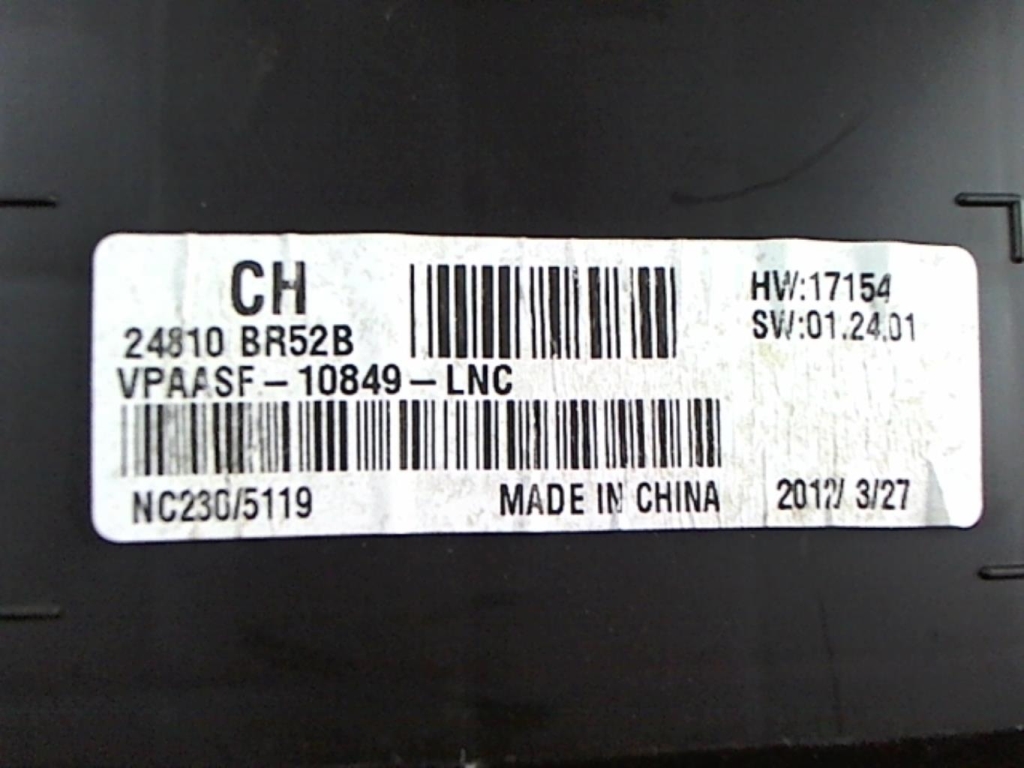 CH
24810 BR52B
VPAASF-10849-LNC
NC230/5119
MADE IN CHINA
2012/ 3/27
HW:17154
SW:01.24.01